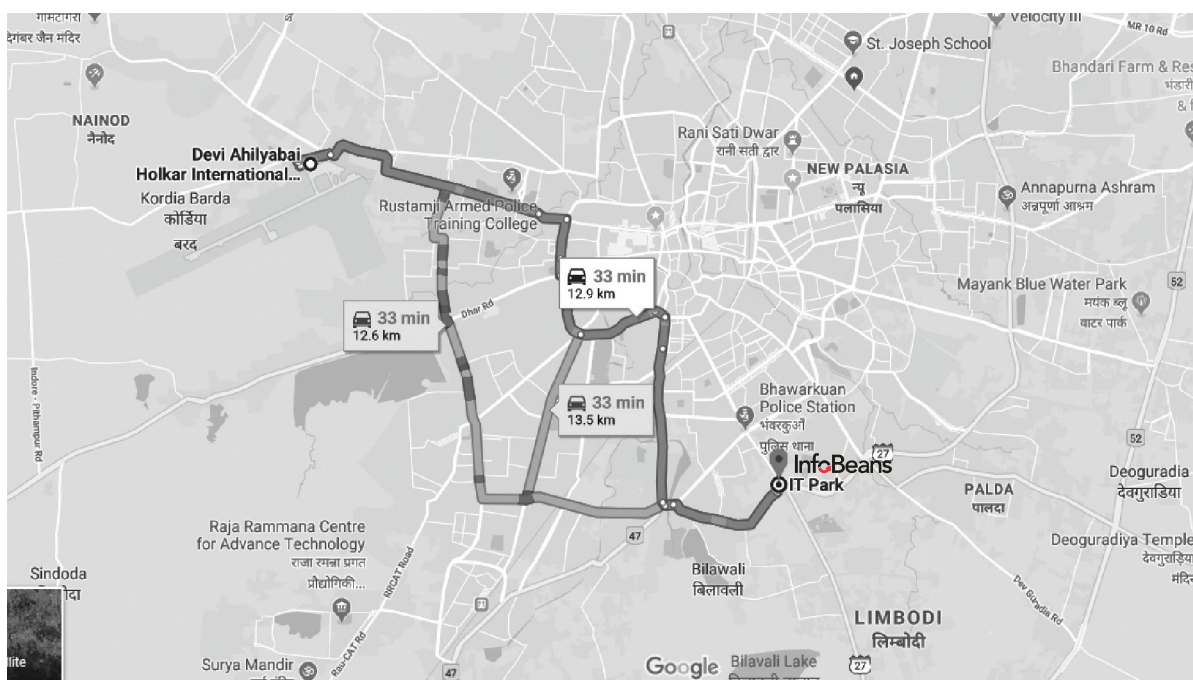 गोमटगिरी
दिगंबर जैन मंदिर
NAINOD
नैनोद
Devi Ahilyabai
Holkar International...
Kordia Barda
कोर्डिया
बरद
Rustamji Armed Police
Training College
Velocity III
MR 10 Rd
St. Joseph School
Bhandari Farm & Res
Rani Sati Dwar
रानी सती द्वार
NEW PALASIA
न्यू
पलासिया
Annapurna Ashram
अन्नपूर्णा आश्रम
33 min
12.9 km
52
Mayank Blue Water Park
मयंक ब्लू
वाटर पार्क
Dhar Rd
33 min
12.6 km
33 min
13.5 km
Indore - Pithampur Rd
Bhawarkuan
Police Station
भंवरकुआँ
पुलिस थाना
InfoBeans
IT Park
27
52
Deoguradia
देवगुराड़िया
PALDA
पालदा
Raja Rammana Centre
for Advance Technology
राजा रमन्ना प्रगत
प्रौद्योगिकी...
RRCAT Road
47
Bilawali
बिलावली
Deoguradiya Temple
देवगुराड़िया
मंदिर
Sindoda
Dev Guradia Rd
LIMBODI
लिम्बोदी
Rau-CAT Rd
Surya Mandir
47
Google
Bilavali Lake
27